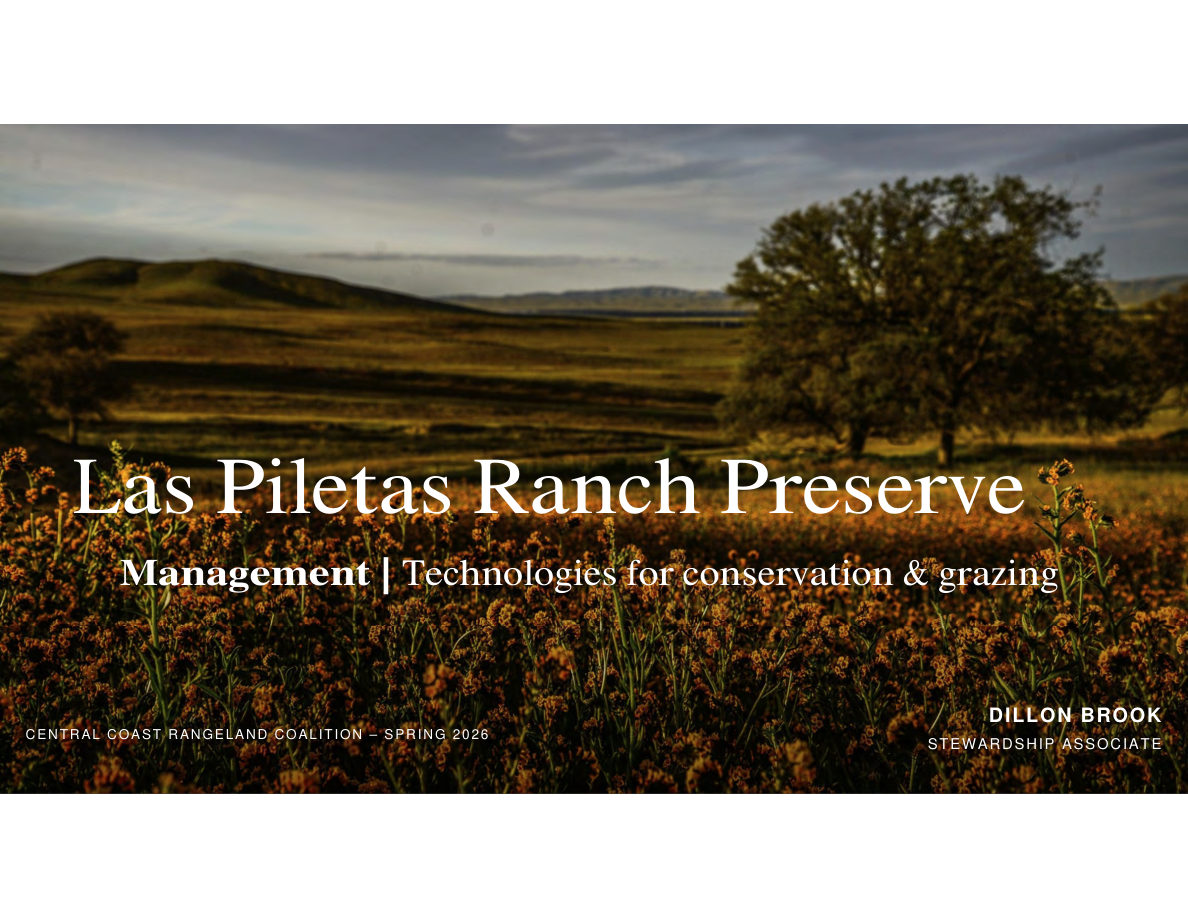 Las Piletas Ranch Preserve
Management | Technologies for conservation & grazing
DILLON BROOK
CENTRAL COAST RANGELAND COALITION – SPRING 2026
STEWARDSHIP ASSOCIATE